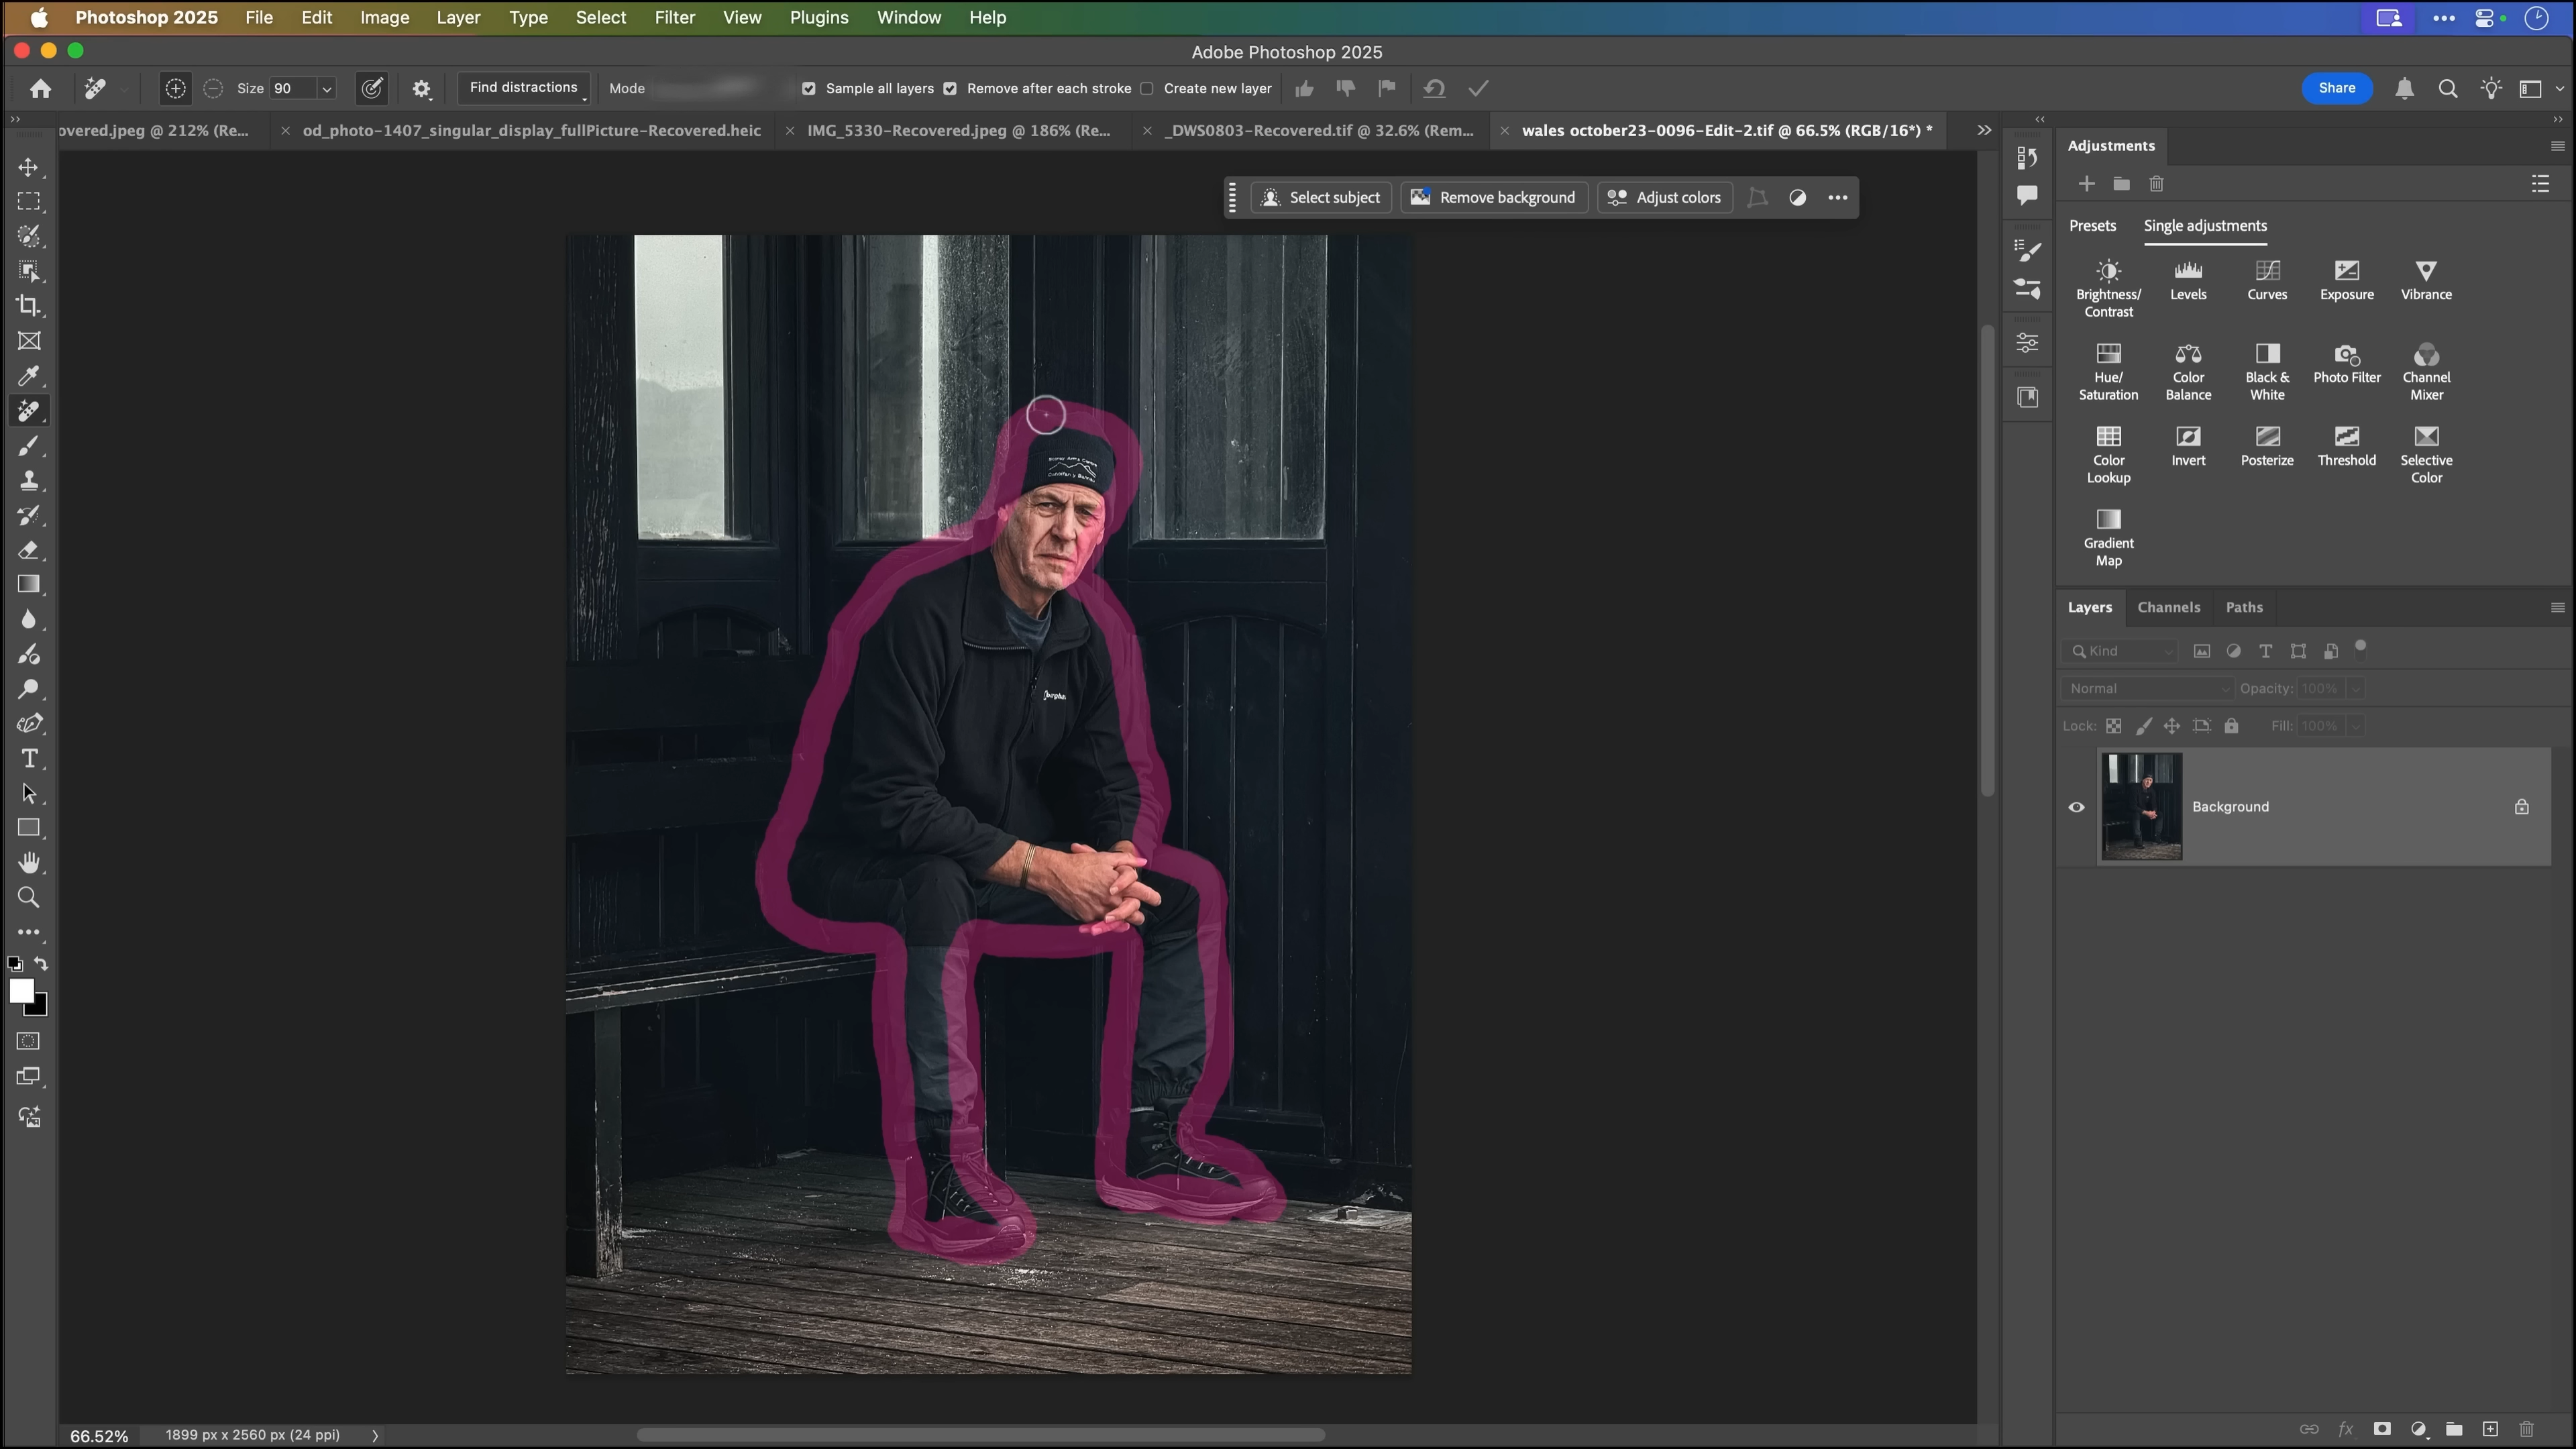 Photoshop 2025 File Edit Image Layer Type Select Filter View Plugins Window Help
Adobe Photoshop 2025
Size 90 Find distractions Mode Sample all layers Remove after each stroke Create new layer Share
overed.jpeg @ 212% (Re... od_photo-1407_singular_display_fullPicture-Recovered.heic IMG_5330-Recovered.jpeg @ 186% (Re... _DWS0803-Recovered.tif @ 32.6% (Rem... wales october23-0096-Edit-2.tif @ 66.5% (RGB/16*) *
Select subject Remove background Adjust colors
Adjustments
Presets Single adjustments
Brightness/
Contrast
Levels
Curves
Exposure
Vibrance
Hue/
Saturation
Color
Balance
Black &
White
Photo Filter
Channel
Mixer
Color
Lookup
Invert
Posterize
Threshold
Selective
Color
Gradient
Map
Layers Channels Paths
Kind
Normal Opacity: 100%
Lock: Fill: 100%
Background
66.52% 1899 px x 2560 px (24 ppi)